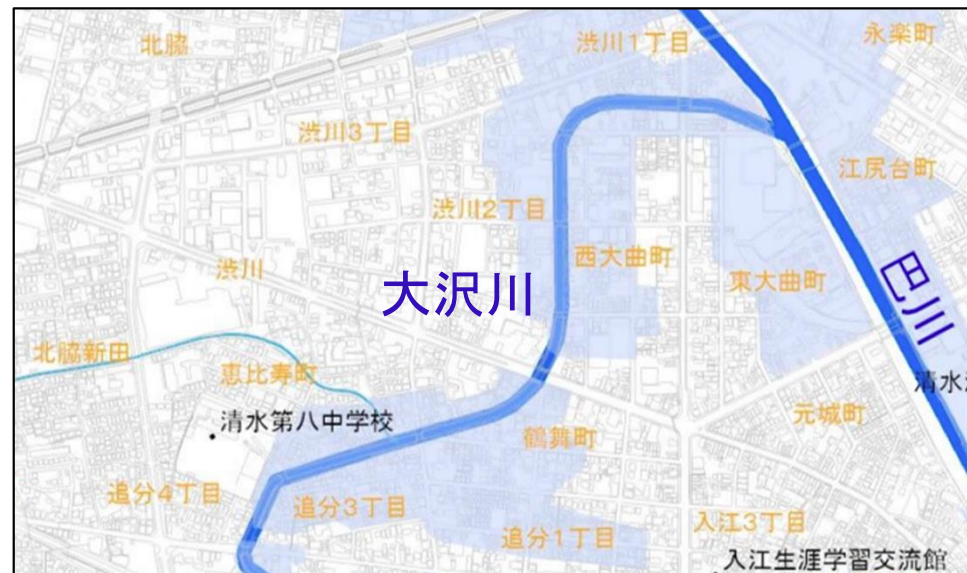 北脇
渋川1丁目
永楽町
渋川3丁目
江尻台町
渋川2丁目
西大曲町
渋川
大沢川
東大曲町
巴川
北脇新田
恵比寿町
清水
元城町
清水第八中学校
鶴舞町
追分4丁目
追分3丁目
入江3丁目
追分1丁目
入江生涯学習交流館